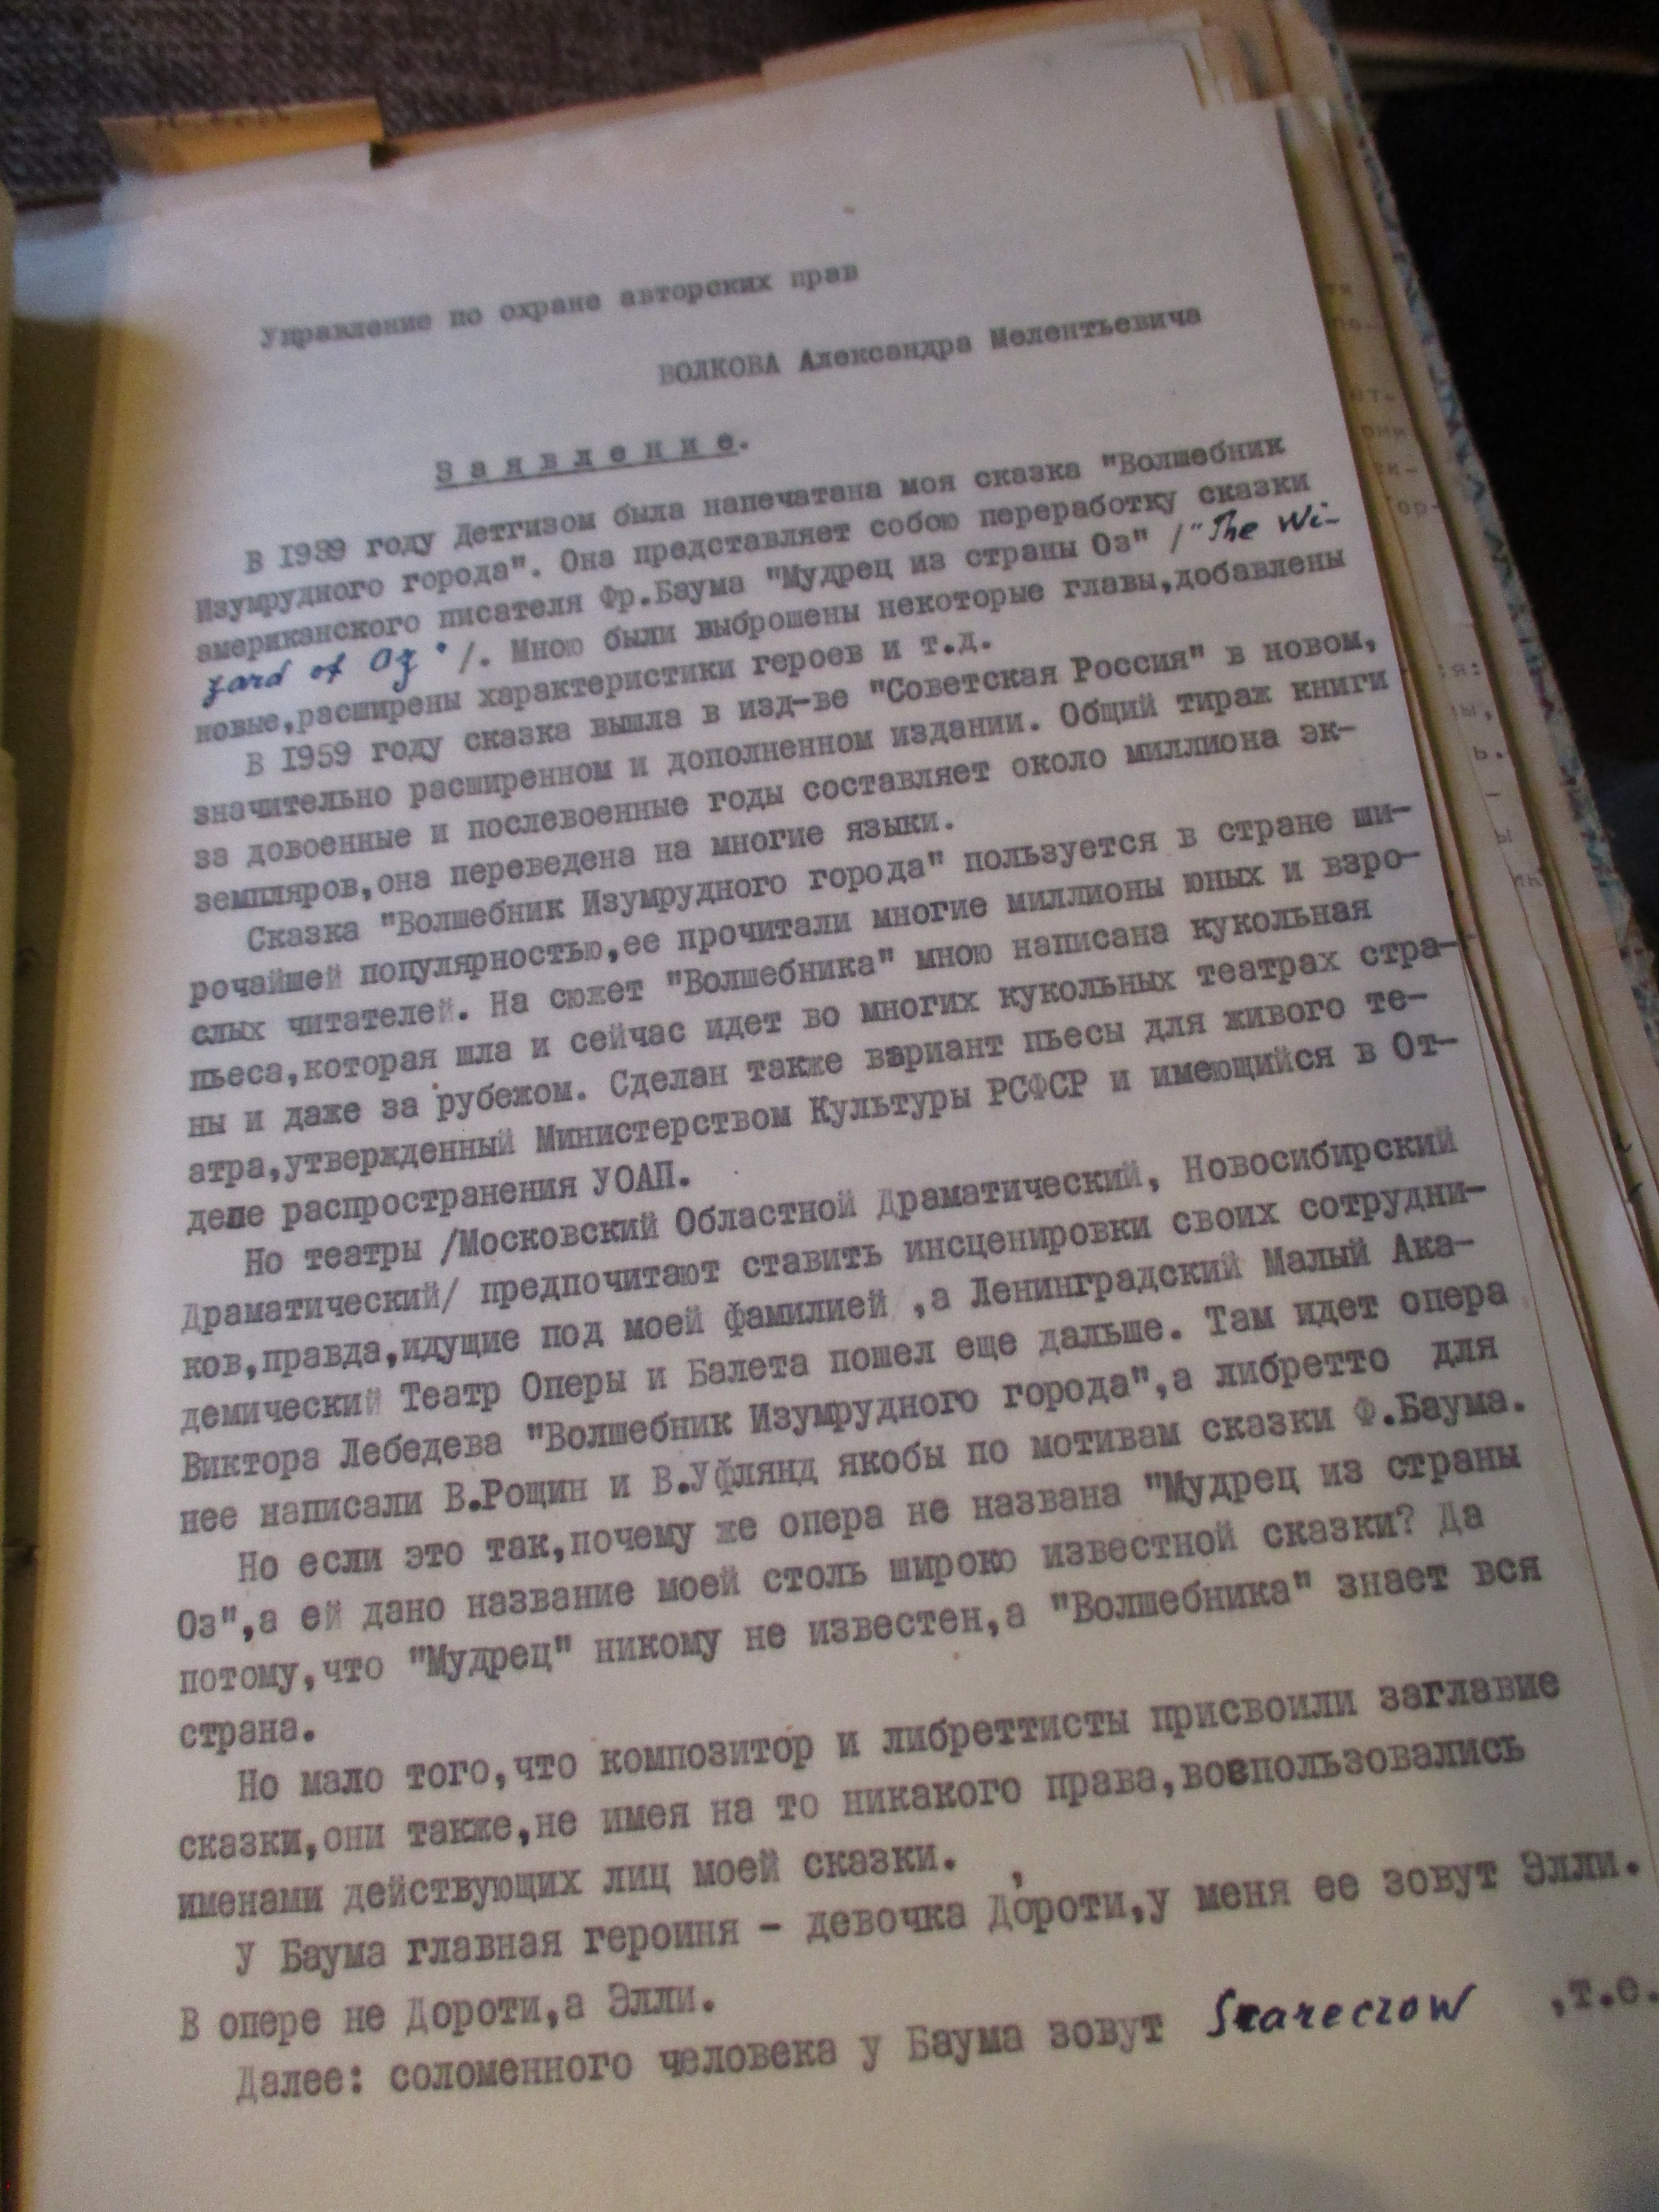 Управление по охране авторских прав
ВОЛКОВА Александра Мелентьевича
З а я в л е н и е.
В 1939 году Детгизом была напечатана моя сказка "Волшебник
Изумрудного города". Она представляет собою переработку сказки
американского писателя Фр.Баума "Мудрец из страны Оз" /"The Wi-
zard of Oz"/. Мною были выброшены некоторые главы,добавлены
новые,расширены характеристики героев и т.д.
В 1959 году сказка вышла в изд-ве "Советская Россия" в новом,
значительно расширенном и дополненном издании. Общий тираж книги
за довоенные и послевоенные годы составляет около миллиона эк-
земпляров,она переведена на многие языки.
Сказка "Волшебник Изумрудного города" пользуется в стране ши-
рочайшей популярностью,ее прочитали многие миллионы юных и взро-
слых читателей. На сюжет "Волшебника" мною написана кукольная
пьеса,которая шла и сейчас идет во многих кукольных театрах стра-
ны и даже за рубежом. Сделан также вариант пьесы для живого те-
атра,утвержденный Министерством Культуры РСФСР и имеющийся в От-
деле распространения УОАП.
Но театры /Московский Областной Драматический, Новосибирский
Драматический/ предпочитают ставить инсценировки своих сотрудни-
ков,правда,идущие под моей фамилией ,а Ленинградский Малый Ака-
демический Театр Оперы и Балета пошел еще дальше. Там идет опера
Виктора Лебедева "Волшебник Изумрудного города",а либретто для
нее написали В.Рощин и В.Уфлянд якобы по мотивам сказки Ф.Баума.
Но если это так,почему же опера не названа "Мудрец из страны
Оз",а ей дано название моей столь широко известной сказки? Да
потому,что "Мудрец" никому не известен,а "Волшебника" знает вся
страна.
Но мало того,что композитор и либреттисты присвоили заглавие
сказки,они также,не имея на то никакого права,воспользовались
именами действующих лиц моей сказки.
У Баума главная героиня - девочка Дороти,у меня ее зовут Элли.
В опере не Дороти,а Элли.
Далее: соломенного человека у Баума зовут Scarecrow ,т.е.